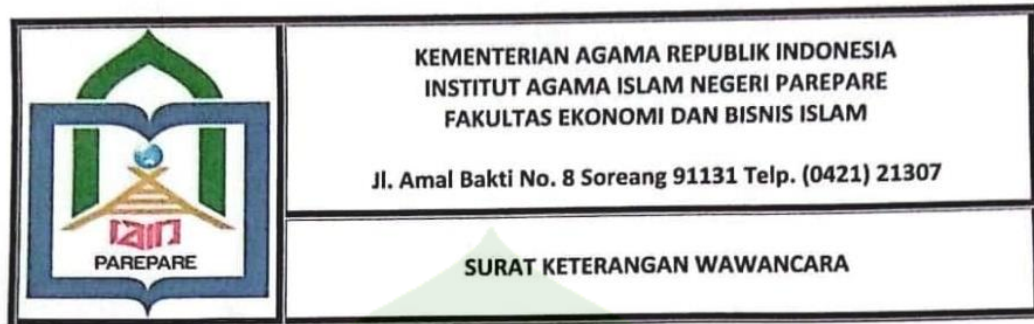 KEMENTERIAN AGAMA REPUBLIK INDONESIA
INSTITUT AGAMA ISLAM NEGERI PAREPARE
FAKULTAS EKONOMI DAN BISNIS ISLAM
Jl. Amal Bakti No. 8 Soreang 91131 Telp. (0421) 21307
iain
PAREPARE
SURAT KETERANGAN WAWANCARA